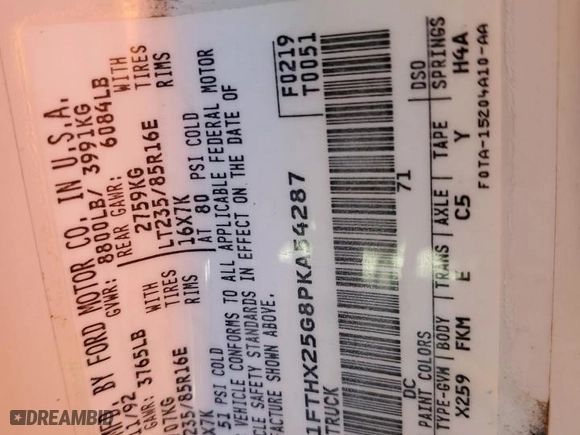 BY FORD MOTOR CO. IN U.S.A.
11/92 GVWR: 8800LB/ 3991KG
GAWR: 3765LB WITH REAR GAWR: 6084LB WITH
07KG TIRES 2759KG TIRES
235/85R16E RIMS LT235/85R16E RIMS
X7K 16X7K
51 PSI COLD AT 80 PSI COLD
VEHICLE CONFORMS TO ALL APPLICABLE FEDERAL MOTOR
CLE SAFETY STANDARDS IN EFFECT ON THE DATE OF
FACTURE SHOWN ABOVE.
F0219
T0051
1FTHX25G8PKA54287
TRUCK
71
DC
PAINT COLORS DSO
TYPE-GVW BODY TRANS AXLE TAPE SPRINGS
X259 FKM E C5 Y H4A
F0TA-15204A10-AA
DREAMBID